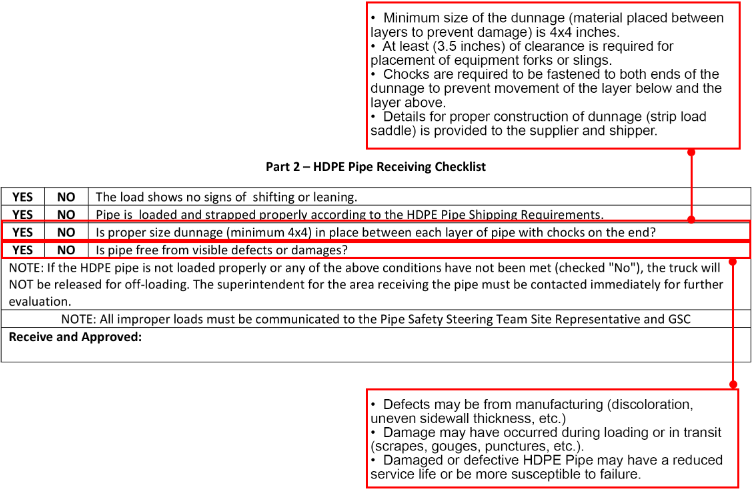 • Minimum size of the dunnage (material placed between
layers to prevent damage) is 4x4 inches.
• At least (3.5 inches) of clearance is required for
placement of equipment forks or slings.
• Chocks are required to be fastened to both ends of the
dunnage to prevent movement of the layer below and the
layer above.
• Details for proper construction of dunnage (strip load
saddle) is provided to the supplier and shipper.
Part 2 – HDPE Pipe Receiving Checklist
YES NO The load shows no signs of shifting or leaning.
YES NO Pipe is loaded and strapped properly according to the HDPE Pipe Shipping Requirements.
YES NO Is proper size dunnage (minimum 4x4) in place between each layer of pipe with chocks on the end?
YES NO Is pipe free from visible defects or damages?
NOTE: If the HDPE pipe is not loaded properly or any of the above conditions have not been met (checked "No"), the truck will
NOT be released for off-loading. The superintendent for the area receiving the pipe must be contacted immediately for further
evaluation.
NOTE: All improper loads must be communicated to the Pipe Safety Steering Team Site Representative and GSC
Receive and Approved:
• Defects may be from manufacturing (discoloration,
uneven sidewall thickness, etc.)
• Damage may have occurred during loading or in transit
(scrapes, gouges, punctures, etc.).
• Damaged or defective HDPE Pipe may have a reduced
service life or be more susceptible to failure.